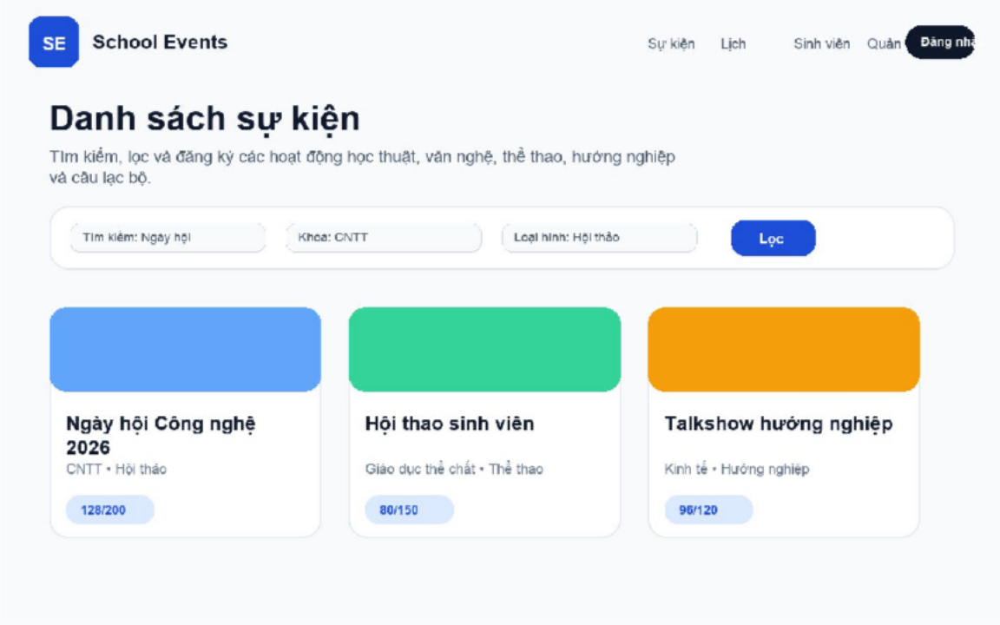 SE
School Events
Sự kiện
Lịch
Sinh viên
Quản
Đăng nhậ
Danh sách sự kiện
Tìm kiếm, lọc và đăng ký các hoạt động học thuật, văn nghệ, thể thao, hướng nghiệp
và câu lạc bộ.
Tìm kiếm: Ngày hội
Khoa: CNTT
Loại hình: Hội thảo
Lọc
Ngày hội Công nghệ
2026
CNTT • Hội thảo
128/200
Hội thao sinh viên
Giáo dục thể chất • Thể thao
80/150
Talkshow hướng nghiệp
Kinh tế • Hướng nghiệp
96/120